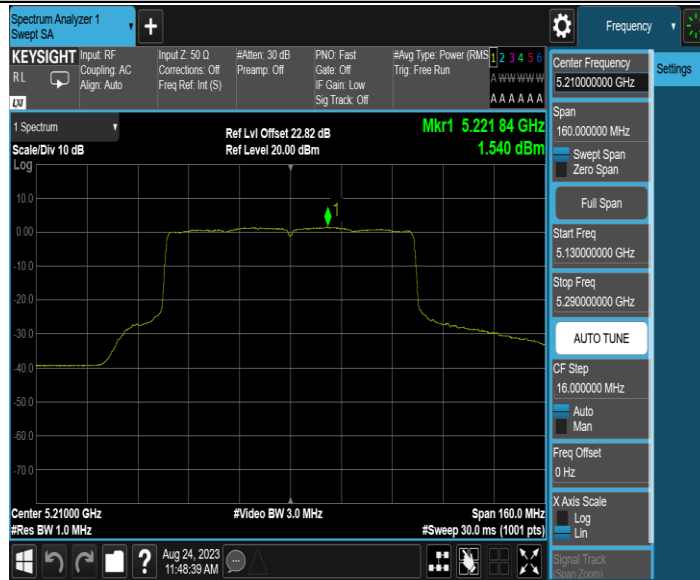 Spectrum Analyzer 1
Swept SA
+
Frequency
KEYSIGHT
RL
LXI
Input: RF
Coupling: AC
Align: Auto
Input Z: 50 Ω
Corrections: Off
Freq Ref: Int (S)
#Atten: 30 dB
Preamp: Off
PNO: Fast
Gate: Off
IF Gain: Low
Sig Track: Off
#Avg Type: Power (RMS
Trig: Free Run
1 2 3 4 5 6
A W W W W W
A A A A A A
1 Spectrum
Scale/Div 10 dB
Log
Ref Lvl Offset 22.82 dB
Ref Level 20.00 dBm
Mkr1 5.221 84 GHz
1.540 dBm
1
10.0
0.00
-10.0
-20.0
-30.0
-40.0
-50.0
-60.0
-70.0
Center 5.21000 GHz
#Res BW 1.0 MHz
#Video BW 3.0 MHz
Span 160.0 MHz
#Sweep 30.0 ms (1001 pts)
Center Frequency
5.210000000 GHz
Settings
Span
160.000000 MHz
Swept Span
Zero Span
Full Span
Start Freq
5.130000000 GHz
Stop Freq
5.290000000 GHz
AUTO TUNE
CF Step
16.000000 MHz
Auto
Man
Freq Offset
0 Hz
X Axis Scale
Log
Lin
Signal Track
(Span Zoom)
?
Aug 24, 2023
11:48:39 AM